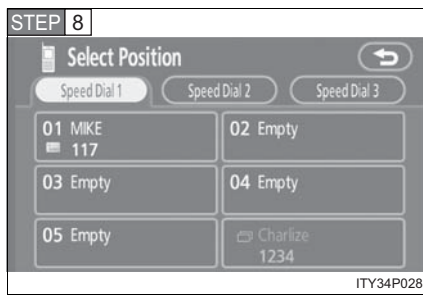 STEP 8
Select Position
Speed Dial 1 Speed Dial 2 Speed Dial 3
01 MIKE 02 Empty
117
03 Empty 04 Empty
05 Empty Charlize
1234
ITY34P028